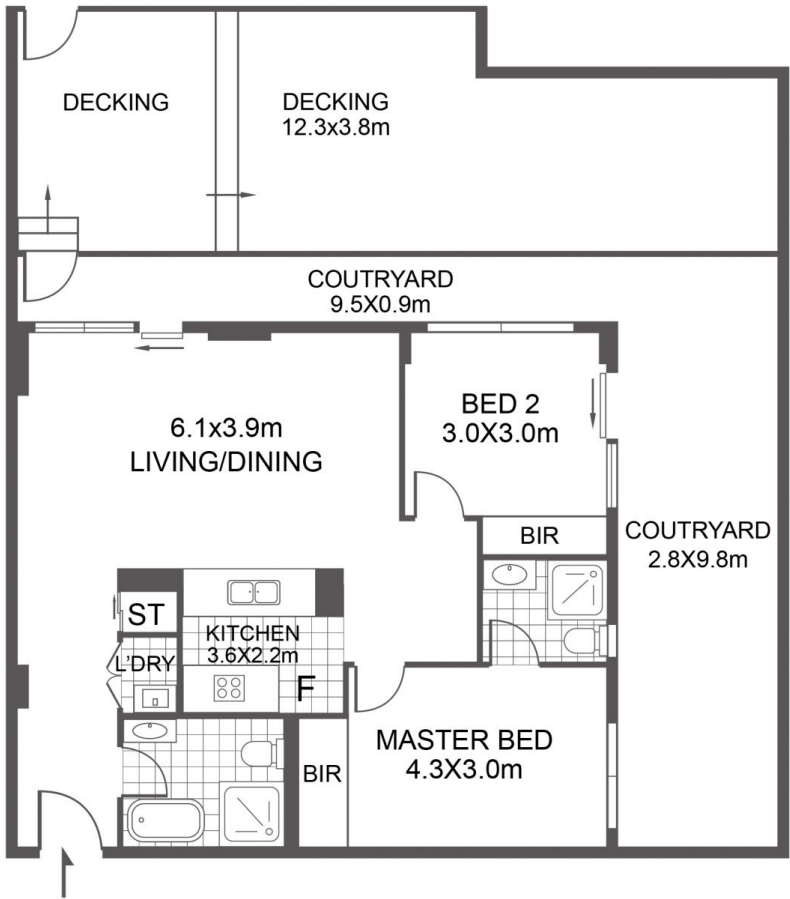 DECKING
DECKING
12.3x3.8m
COUTRYARD
9.5X0.9m
6.1x3.9m
LIVING/DINING
BED 2
3.0X3.0m
BIR
COUTRYARD
2.8X9.8m
ST
KITCHEN
3.6X2.2m
L'DRY
F
MASTER BED
4.3X3.0m
BIR